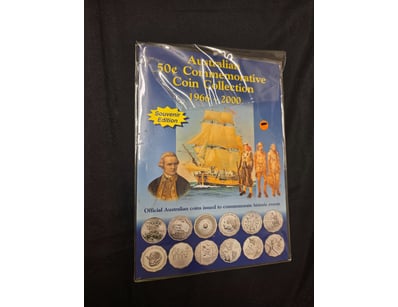 Australian
50¢ Commemorative
Coin Collection
1966 - 2000
Souvenir
Edition
Official Australian coins issued to commemorate historic events